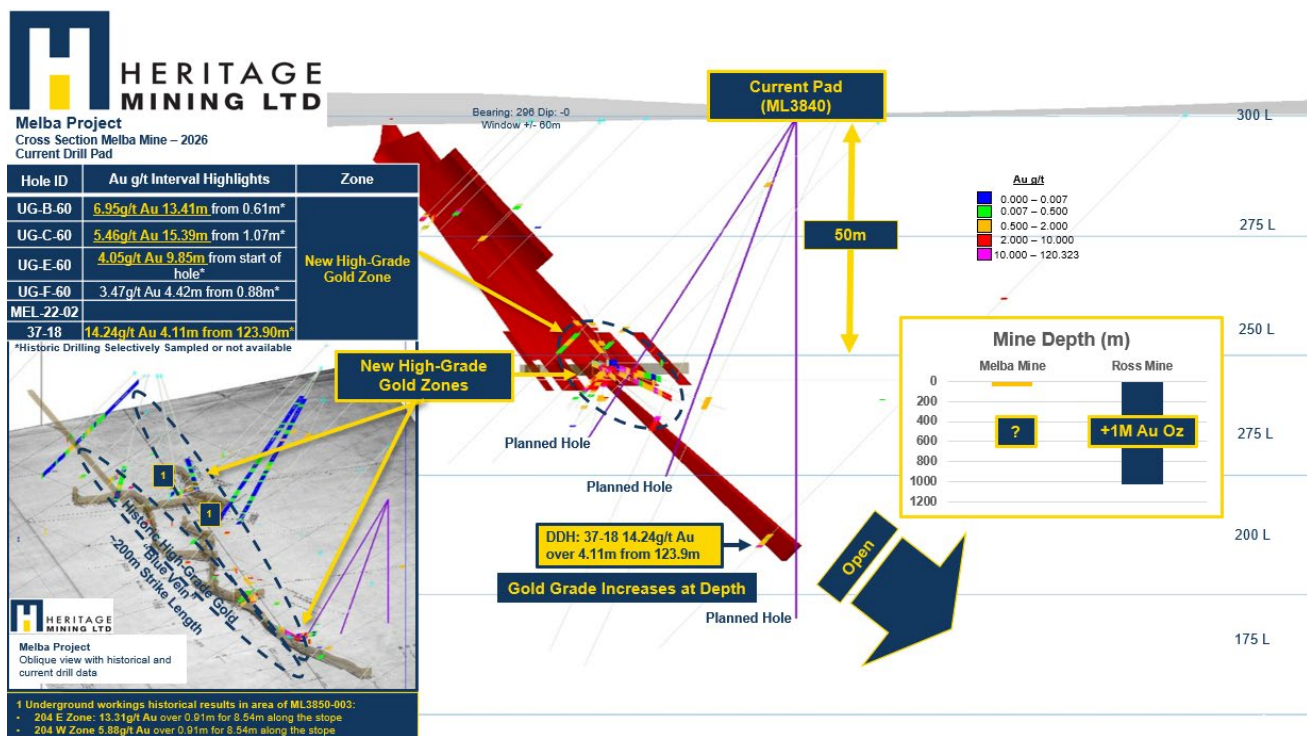 HERITAGE
MINING LTD
Melba Project
Cross Section Melba Mine – 2026
Current Drill Pad
Hole ID Au g/t Interval Highlights Zone
UG-B-60 6.95g/t Au 13.41m from 0.61m*
UG-C-60 5.46g/t Au 15.39m from 1.07m*
UG-E-60 4.05g/t Au 9.85m from start of
hole*
UG-F-60 3.47g/t Au 4.42m from 0.88m*
MEL-22-02
37-18 14.24g/t Au 4.11m from 123.90m*
New High-Grade
Gold Zone
*Historic Drilling Selectively Sampled or not available
Bearing: 296 Dip: -0
Window +/- 60m
Current Pad
(ML3840)
50m
300 L
275 L
250 L
275 L
200 L
175 L
Au g/t
0.000 – 0.007
0.007 – 0.500
0.500 – 2.000
2.000 – 10.000
10.000 – 120.323
New High-Grade
Gold Zones
Planned Hole
Planned Hole
Planned Hole
DDH: 37-18 14.24g/t Au
over 4.11m from 123.9m
Gold Grade Increases at Depth
Open
Mine Depth (m)
Melba Mine Ross Mine
0
200
400
600
800
1000
1200
?
+1M Au Oz
1
1
Historic High-Grade Gold
"Blue Vein"
~200m Strike Length
HERITAGE
MINING LTD
Melba Project
Oblique view with historical and
current drill data
1 Underground workings historical results in area of ML3850-003:
• 204 E Zone: 13.31g/t Au over 0.91m for 8.54m along the stope
• 204 W Zone 5.88g/t Au over 0.91m for 8.54m along the stope